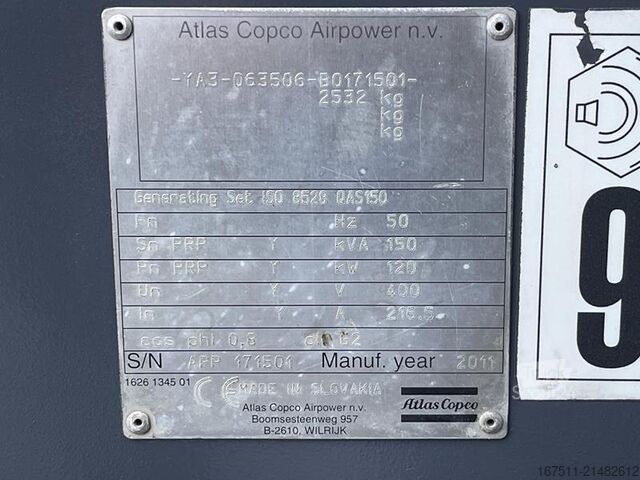 Atlas Copco Airpower n.v.
-YA3-063506-B0171501-
2532 kg
kg
kg
Generating Set ISO 8528 QAS150
Fn Hz 50
Sn PRP Y kVA 150
Pn PRP Y kW 120
Un Y V 400
In Y A 216.5
cos phi 0,8 cl. G2
S/N APP 171501 Manuf. year 2011
1626 1345 01
CE MADE IN SLOVAKIA
Atlas Copco Airpower n.v.
Boomsesteenweg 957
B-2610, WILRIJK
Atlas Copco
9
167511-21482612